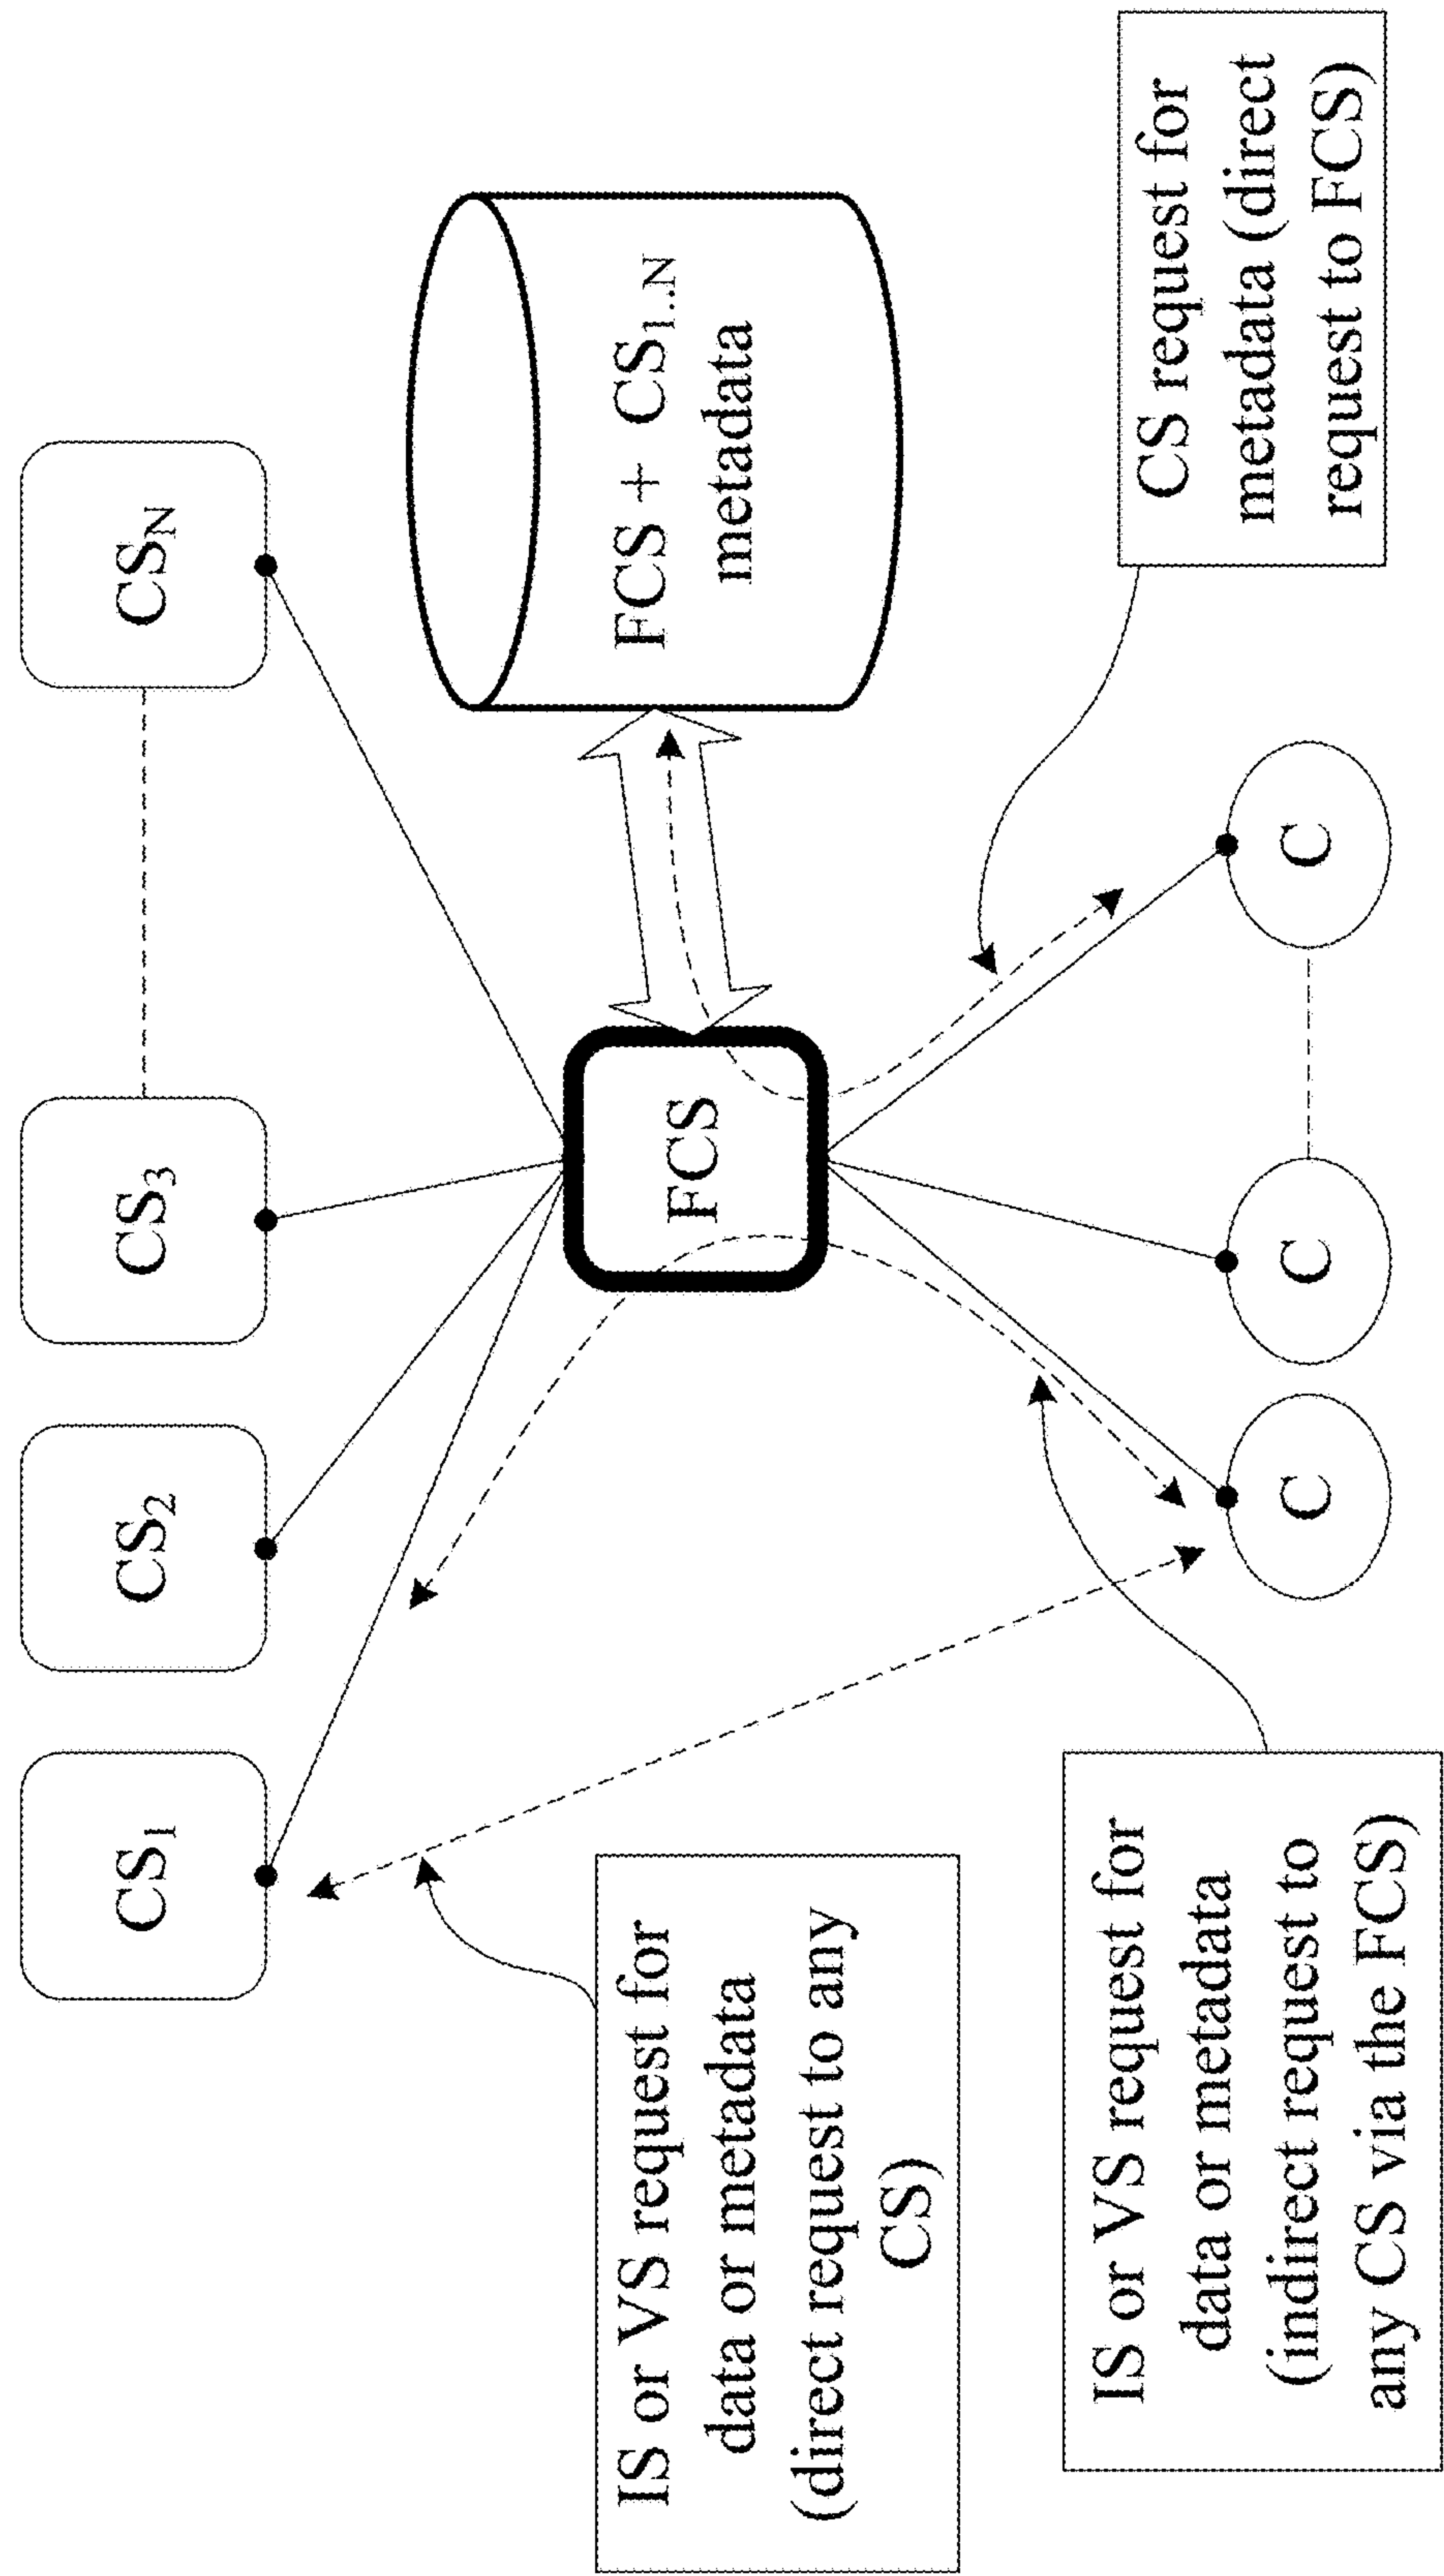 CS1
CS2
CS3
CSN
FCS
FCS + CS1..N
metadata
IS or VS request for
data or metadata
(direct request to any
CS)
IS or VS request for
data or metadata
(indirect request to
any CS via the FCS)
C
C
C
CS request for
metadata (direct
request to FCS)